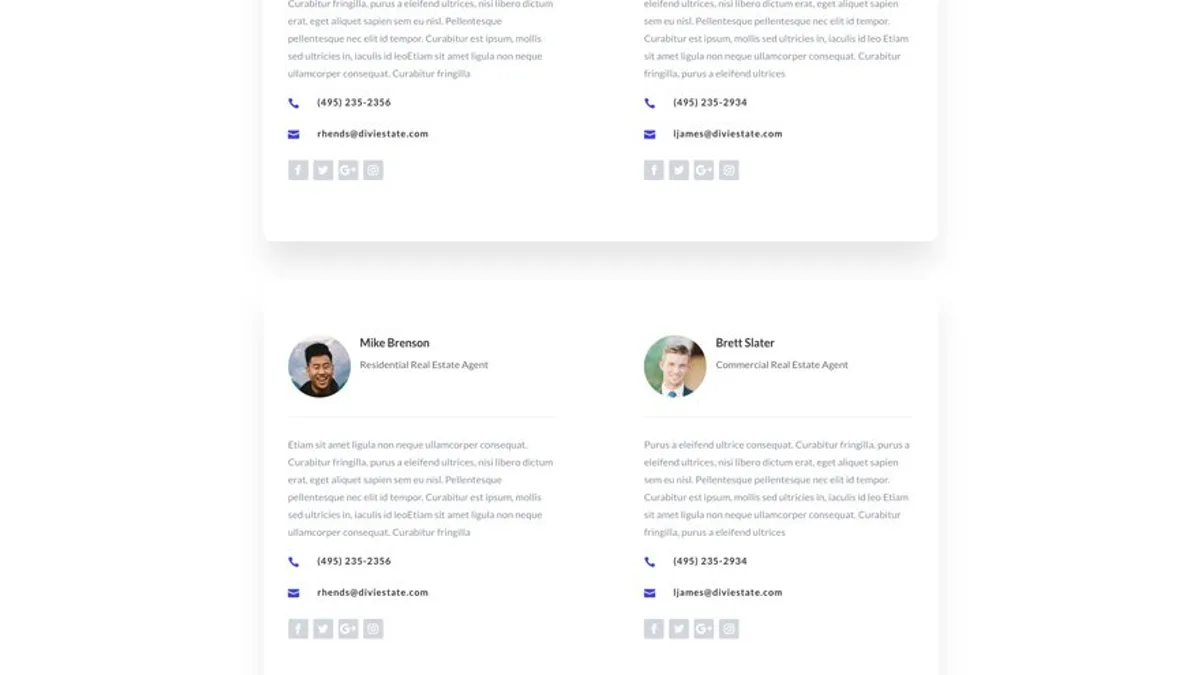 Curabitur fringilla, purus a eleifend ultrices, nisi libero dictum
erat, eget aliquet sapien sem eu nisl. Pellentesque
pellentesque nec elit id tempor. Curabitur est ipsum, mollis
sed ultricies in, iaculis id leoEtiam sit amet ligula non neque
ullamcorper consequat. Curabitur fringilla
(495) 235-2356
rhends@diviestate.com
eleifend ultrices, nisi libero dictum erat, eget aliquet sapien
sem eu nisl. Pellentesque pellentesque nec elit id tempor.
Curabitur est ipsum, mollis sed ultricies in, iaculis id leo Etiam
sit amet ligula non neque ullamcorper consequat. Curabitur
fringilla, purus a eleifend ultrices
(495) 235-2934
ljames@diviestate.com
Mike Brenson
Residential Real Estate Agent
Etiam sit amet ligula non neque ullamcorper consequat.
Curabitur fringilla, purus a eleifend ultrices, nisi libero dictum
erat, eget aliquet sapien sem eu nisl. Pellentesque
pellentesque nec elit id tempor. Curabitur est ipsum, mollis
sed ultricies in, iaculis id leoEtiam sit amet ligula non neque
ullamcorper consequat. Curabitur fringilla
(495) 235-2356
rhends@diviestate.com
Brett Slater
Commercial Real Estate Agent
Purus a eleifend ultrice consequat. Curabitur fringilla, purus a
eleifend ultrices, nisi libero dictum erat, eget aliquet sapien
sem eu nisl. Pellentesque pellentesque nec elit id tempor.
Curabitur est ipsum, mollis sed ultricies in, iaculis id leo Etiam
sit amet ligula non neque ullamcorper consequat. Curabitur
fringilla, purus a eleifend ultrices
(495) 235-2934
ljames@diviestate.com